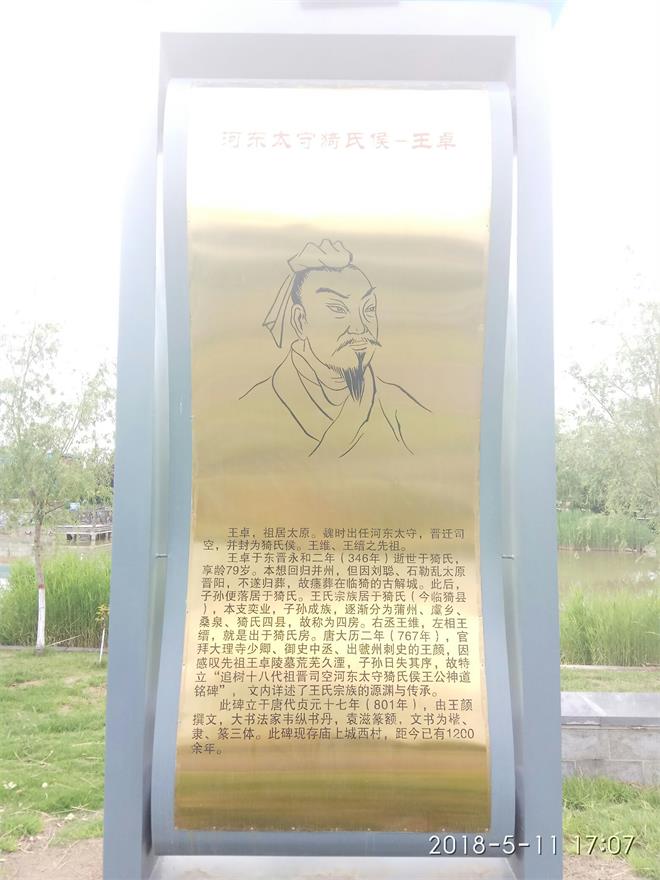 河东太守猗氏侯-王卓
王卓，祖居太原。魏时出任河东太守，晋迁司
空，并封为猗氏侯。王维、王缙之先祖。
王卓于东晋永和二年（346年）逝世于猗氏，
享龄79岁。本想回归并州，但因刘聪、石勒乱太原
晋阳，不遂归葬，故瘗葬在临猗的古解城。此后，
子孙便落居于猗氏。王氏宗族居于猗氏（今临猗县
），本支奕业，子孙成族，逐渐分为蒲州、虞乡、
桑泉、猗氏四县，故称为四房。右丞王维，左相王
缙，就是出于猗氏房。唐大历二年（767年），官
拜大理寺少卿、御史中丞、出虢州刺史的王颜，因
感叹先祖王卓陵墓荒芜久湮，子孙日失其序，故特
立“追树十八代祖晋司空河东太守猗氏侯王公神道
铭碑”，文内详述了王氏宗族的源渊与传承。
此碑立于唐代贞元十七年（801年），由王颜
撰文，大书法家韦纵书丹，袁滋篆额，文书为楷、
隶、篆三体。此碑现存庙上城西村，距今已有1200
余年。
2018-5-11 17:07